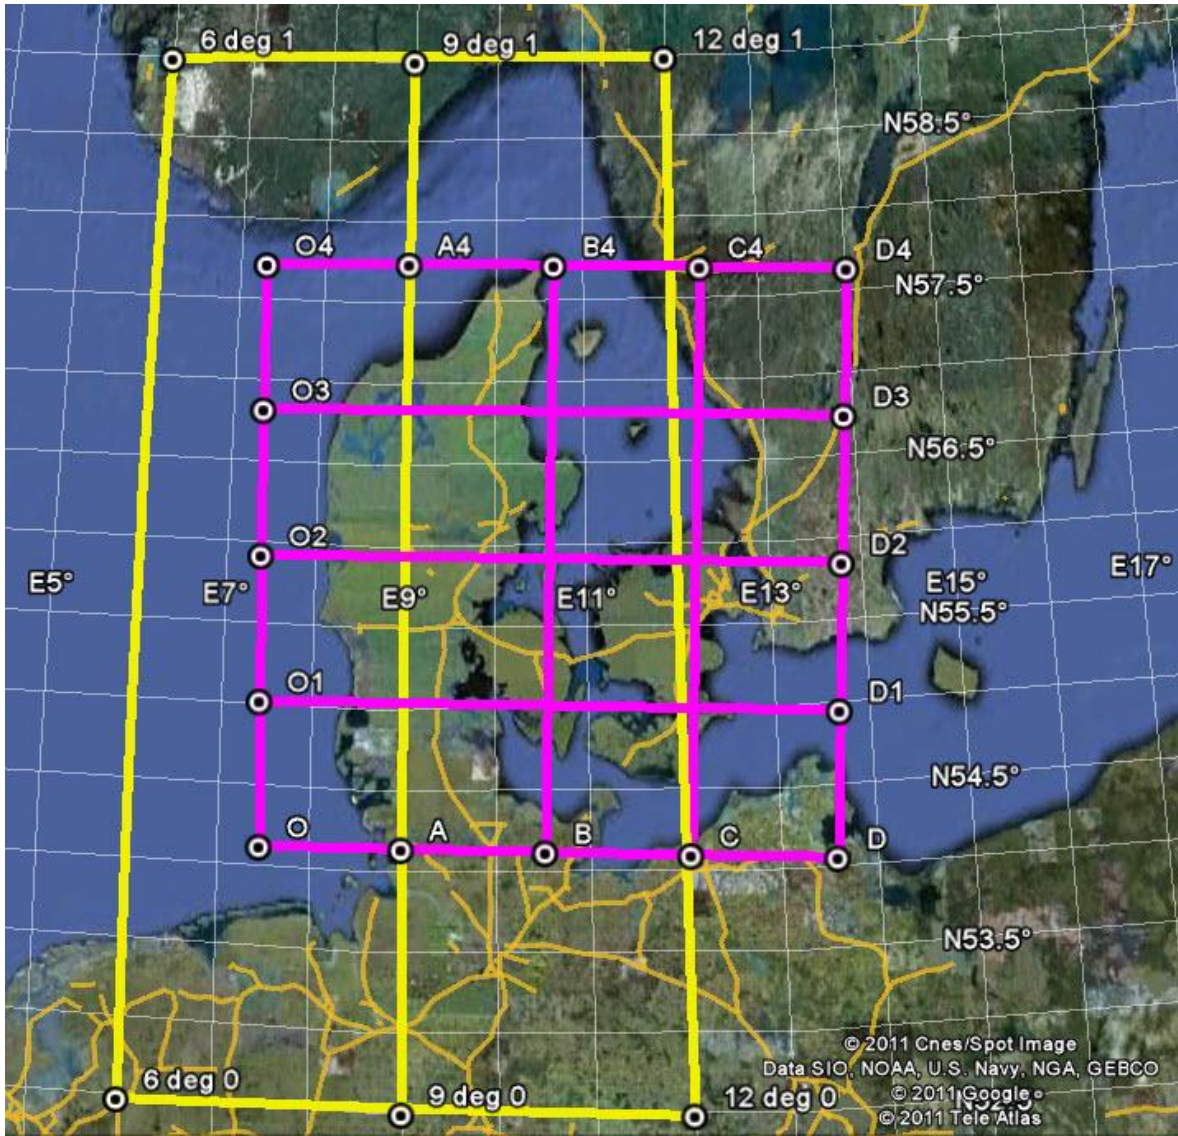 6 deg 1
9 deg 1
12 deg 1
N58.5°
O4
A4
B4
C4
D4
N57.5°
O3
D3
N56.5°
O2
D2
E5°
E7°
E9°
E11°
E13°
E15°
E17°
N55.5°
O1
D1
N54.5°
O
A
B
C
D
N53.5°
© 2011 Cnes/Spot Image
Data SIO, NOAA, U.S. Navy, NGA, GEBCO
© 2011 Google
© 2011 Tele Atlas
6 deg 0
9 deg 0
12 deg 0